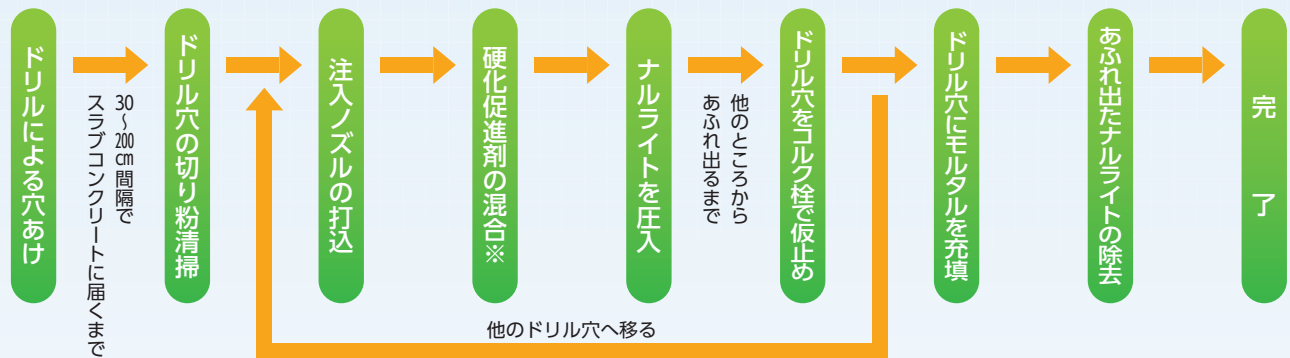 ドリルによる穴あけ
30～200㎝間隔で
スラブコンクリートに届くまで
ドリル穴の切り粉清掃
注入ノズルの打込
硬化促進剤の混合※
ナルライトを圧入
他のところから
あふれ出るまで
ドリル穴をコルク栓で仮止め
ドリル穴にモルタルを充填
あふれ出たナルライトの除去
完了
他のドリル穴へ移る